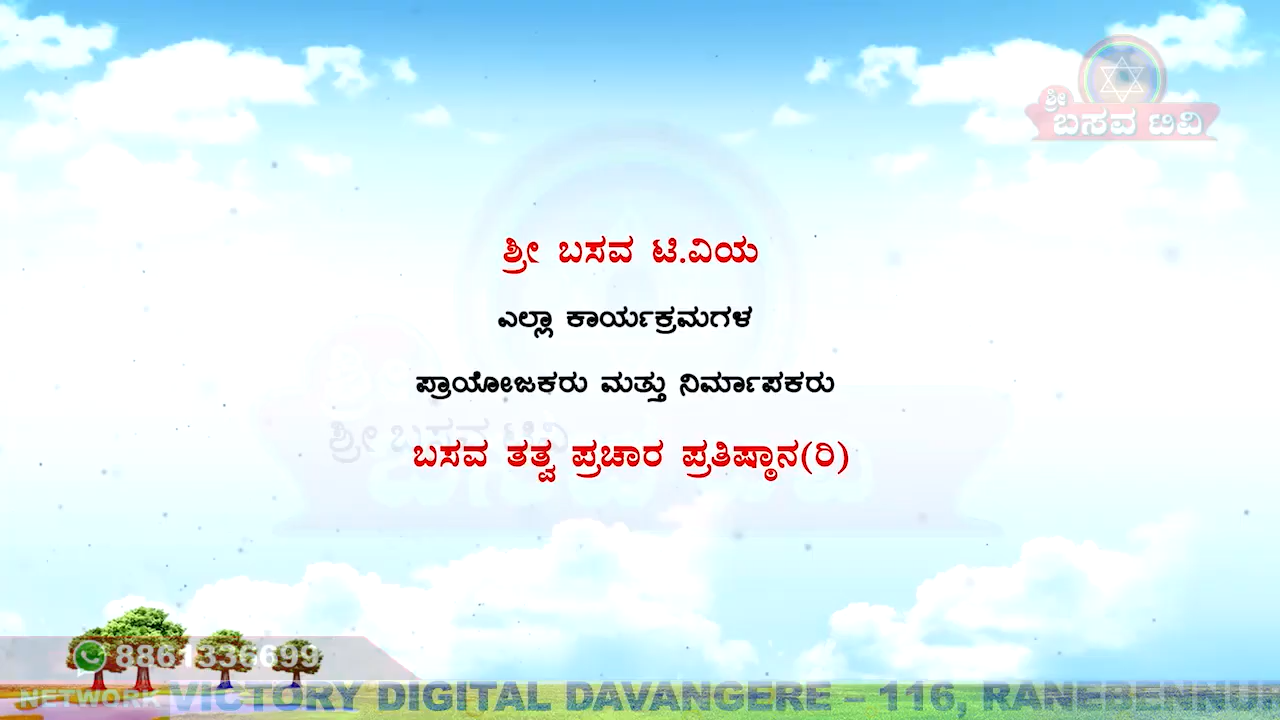 ಶ್ರೀ
ಬಸವ ಟಿವಿ
ಶ್ರೀ ಬಸವ ಟಿ.ವಿಯ
ಎಲ್ಲಾ ಕಾರ್ಯಕ್ರಮಗಳ
ಪ್ರಾಯೋಜಕರು ಮತ್ತು ನಿರ್ಮಾಪಕರು
ಶ್ರೀ ಬಸವ ಟಿವಿ
ಬಸವ ತತ್ವ ಪ್ರಚಾರ ಪ್ರತಿಷ್ಠಾನ(ರಿ)
8861336699
NETWORK VICTORY DIGITAL DAVANGERE - 116, RANEBENNUR